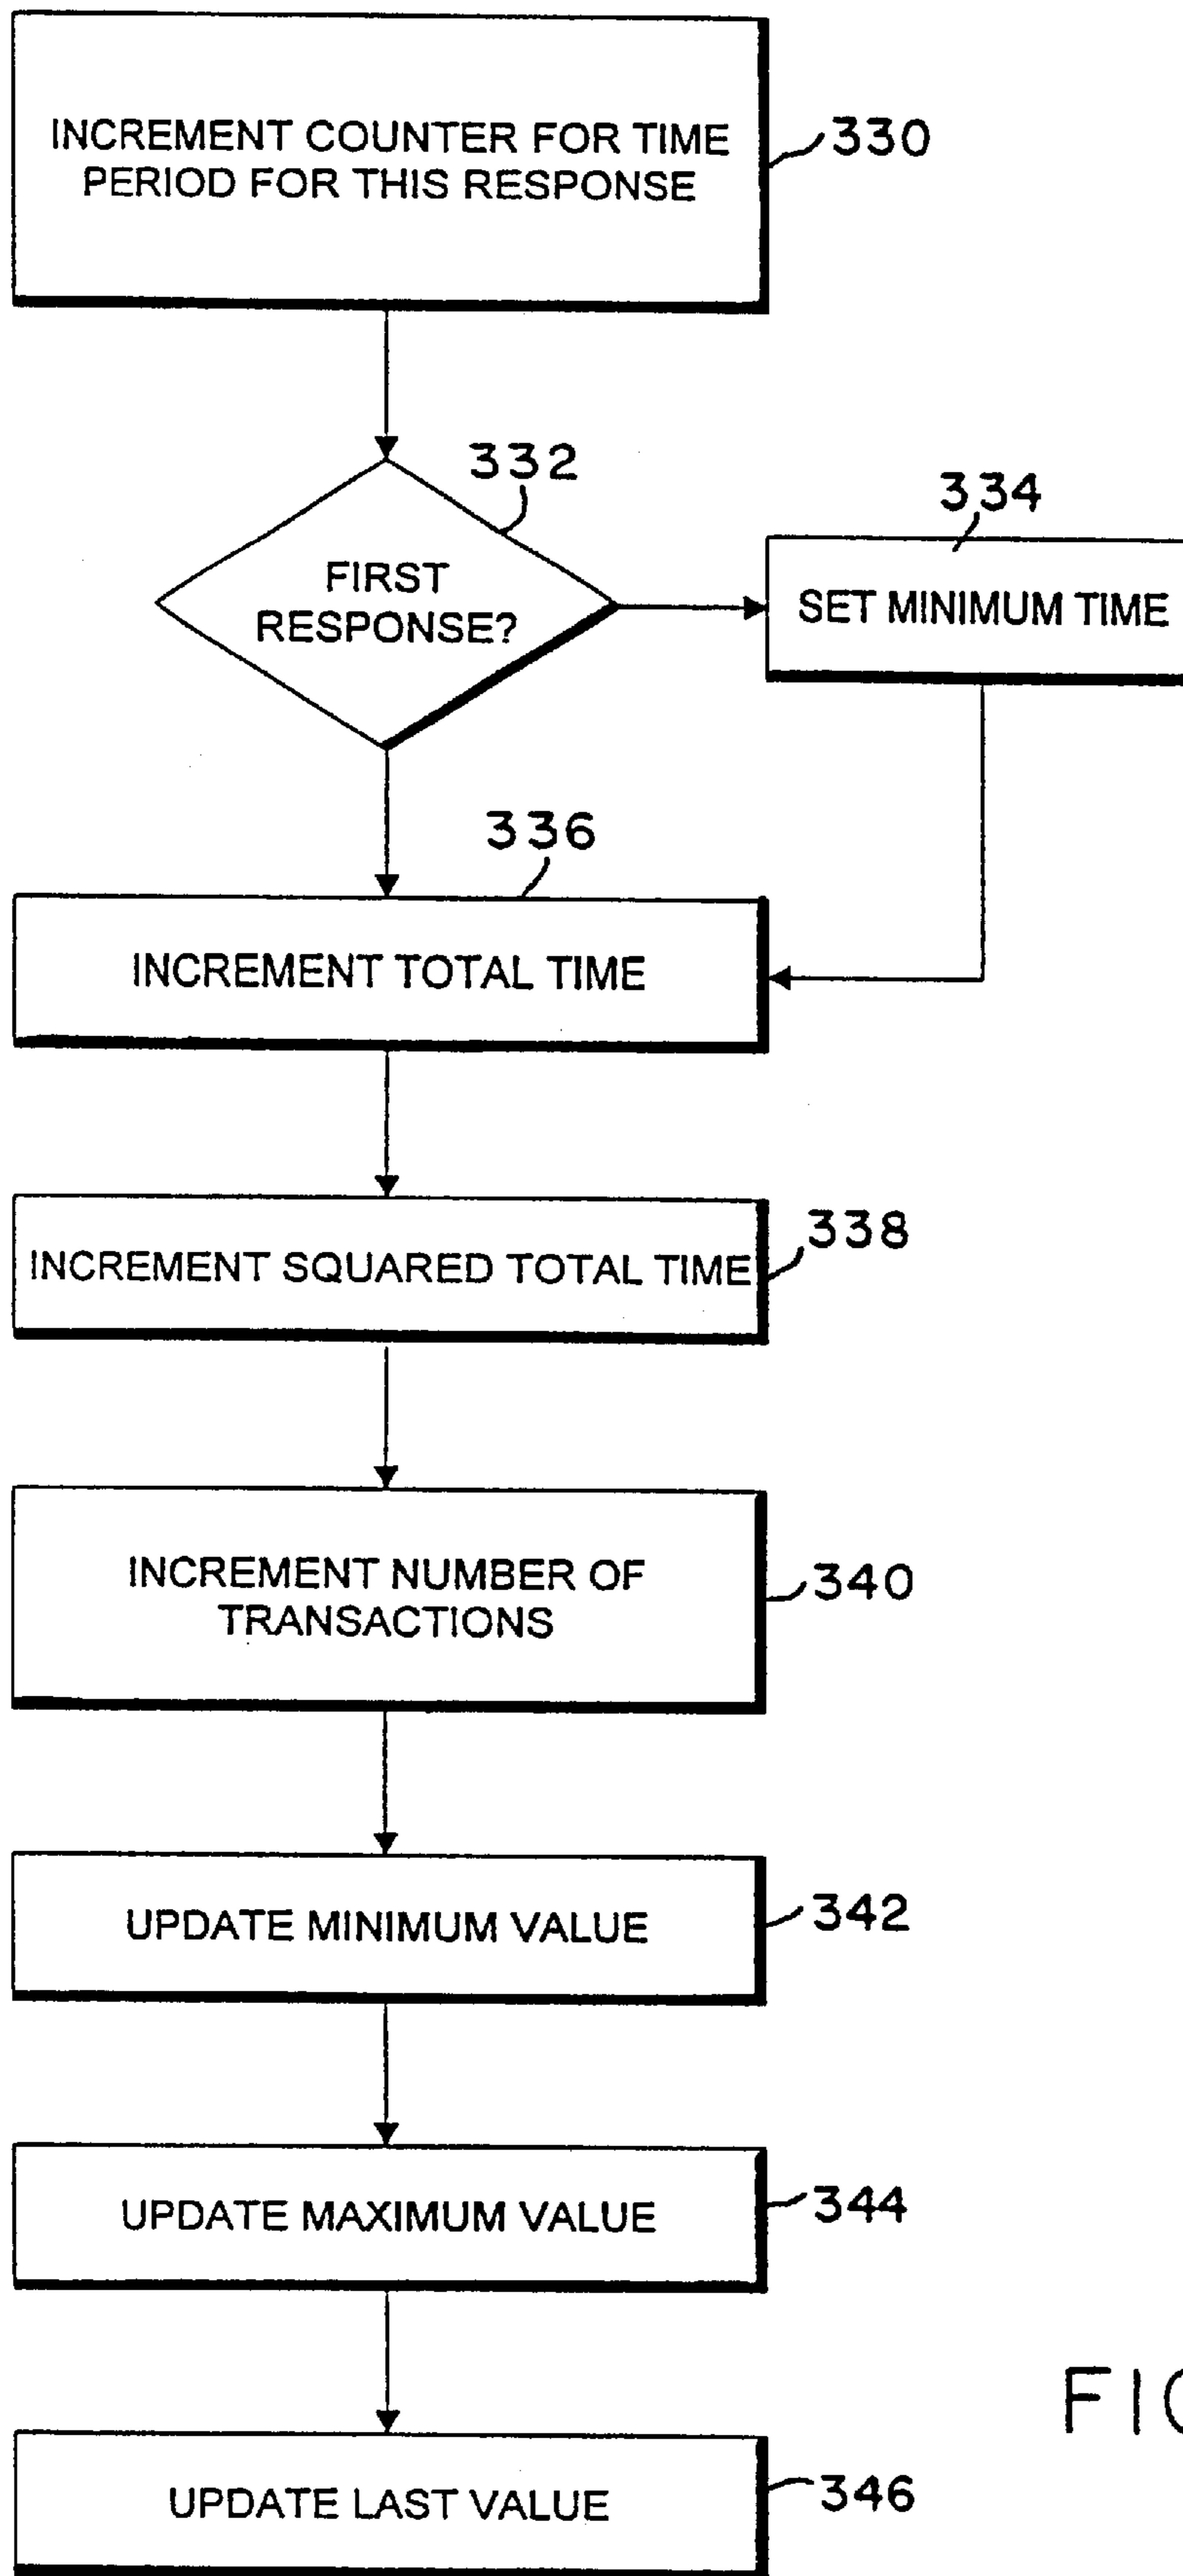 INCREMENT COUNTER FOR TIME
PERIOD FOR THIS RESPONSE
330
332
FIRST
RESPONSE?
334
SET MINIMUM TIME
336
INCREMENT TOTAL TIME
INCREMENT SQUARED TOTAL TIME
338
INCREMENT NUMBER OF
TRANSACTIONS
340
UPDATE MINIMUM VALUE
342
UPDATE MAXIMUM VALUE
344
UPDATE LAST VALUE
346